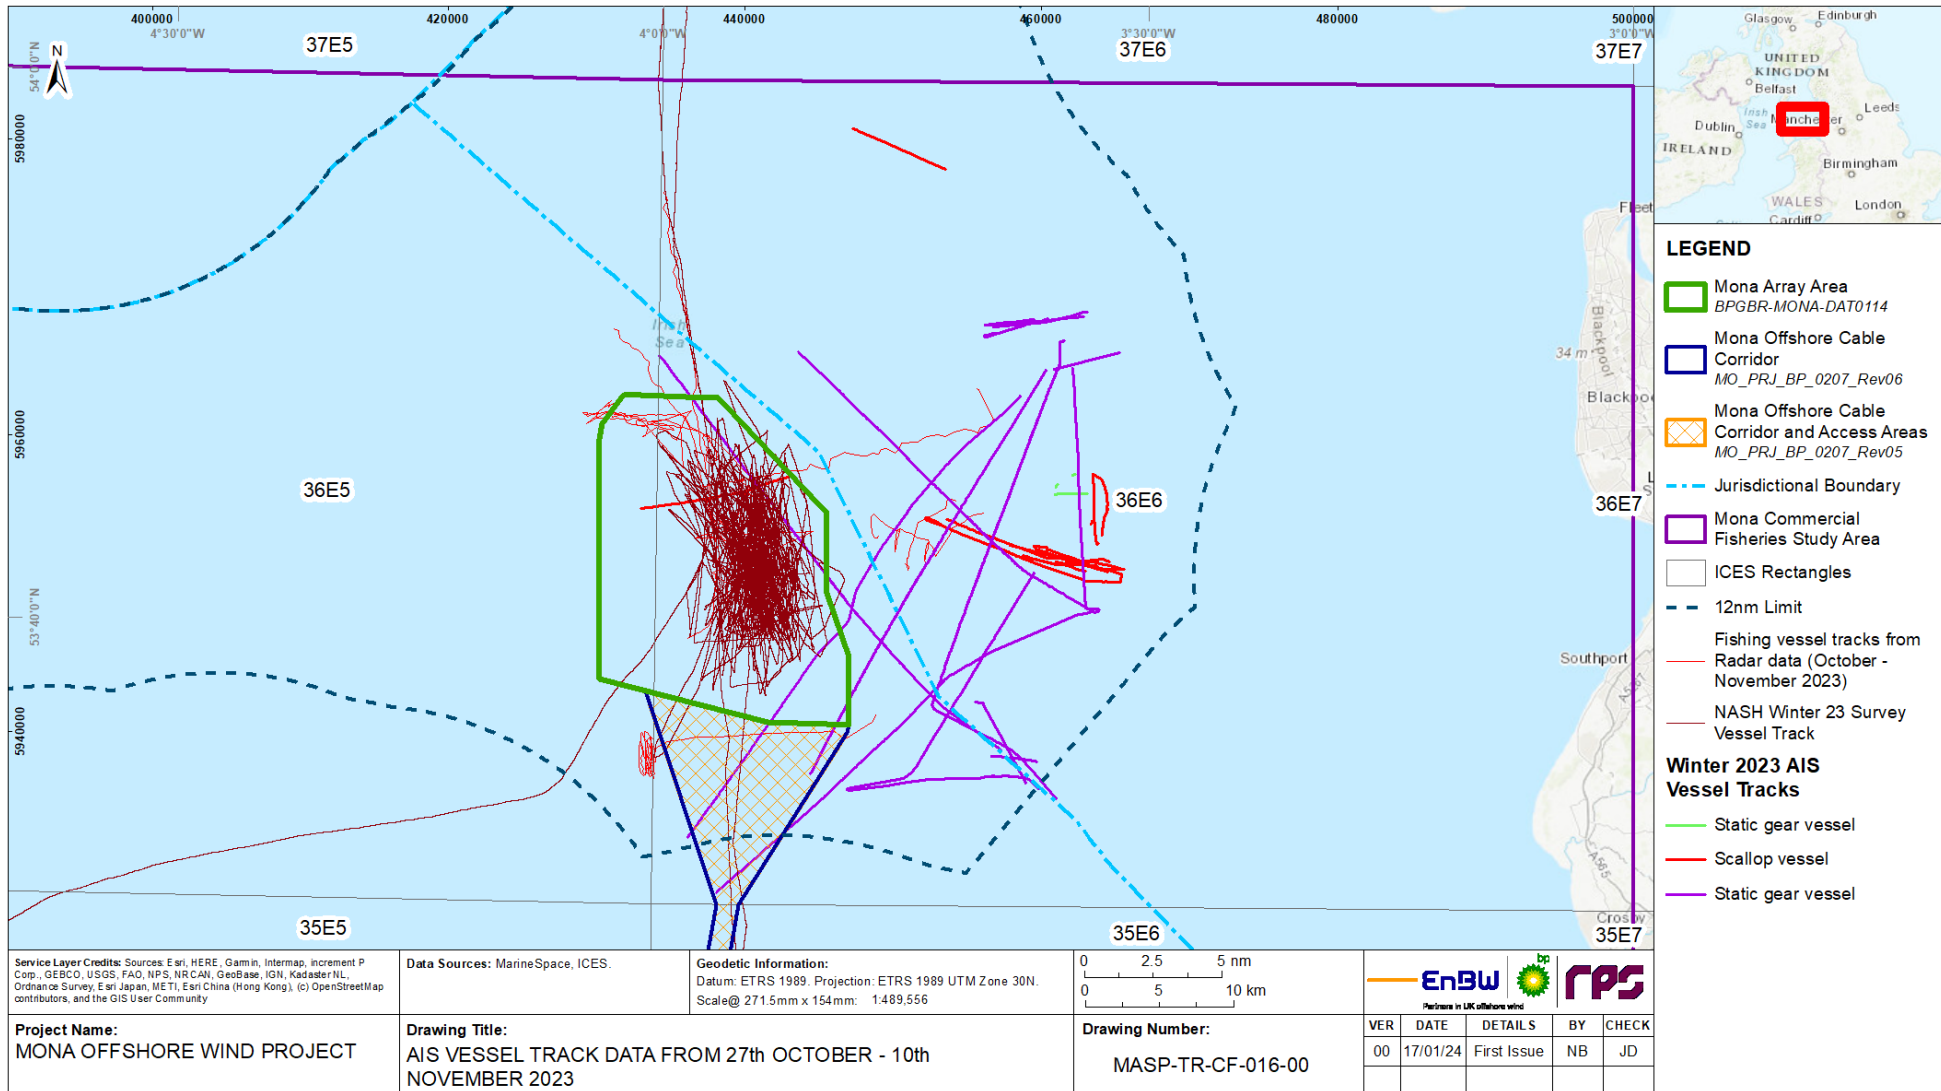 400000
420000
440000
460000
480000
500000
4°30'0"W
4°0'0"W
3°30'0"W
3°0'0"W
37E5
37E6
37E7
N
54°0'0"N
5980000
5960000
53°40'0"N
5940000
Irish
Sea
36E5
36E6
36E7
35E5
35E6
35E7
Fleet
Blackpool
34 m
Blackpoo
Southport
A565
Crosby
Glasgow
Edinburgh
UNITED
KINGDOM
Belfast
Irish
Sea
Manchester
Leeds
Dublin
IRELAND
Birmingham
WALES
London
Cardiff
LEGEND
Mona Array Area
BPGBR-MONA-DAT0114
Mona Offshore Cable
Corridor
MO_PRJ_BP_0207_Rev06
Mona Offshore Cable
Corridor and Access Areas
MO_PRJ_BP_0207_Rev05
Jurisdictional Boundary
Mona Commercial
Fisheries Study Area
ICES Rectangles
12nm Limit
Fishing vessel tracks from
Radar data (October -
November 2023)
NASH Winter 23 Survey
Vessel Track
Winter 2023 AIS
Vessel Tracks
Static gear vessel
Scallop vessel
Static gear vessel
Service Layer Credits: Sources: Esri, HERE, Garmin, Intermap, increment P
Corp., GEBCO, USGS, FAO, NPS, NRCAN, GeoBase, IGN, Kadaster NL,
Ordnance Survey, Esri Japan, METI, Esri China (Hong Kong), (c) OpenStreetMap
contributors, and the GIS User Community
Data Sources: MarineSpace, ICES.
Geodetic Information:
Datum: ETRS 1989. Projection: ETRS 1989 UTM Zone 30N.
Scale@ 271.5mm x 154mm: 1:489,556
0 2.5 5 nm
0 5 10 km
EnBW
Partners in UK offshore wind
bp
rps
Project Name:
MONA OFFSHORE WIND PROJECT
Drawing Title:
AIS VESSEL TRACK DATA FROM 27th OCTOBER - 10th
NOVEMBER 2023
Drawing Number:
MASP-TR-CF-016-00
VER DATE DETAILS BY CHECK
00 17/01/24 First Issue NB JD